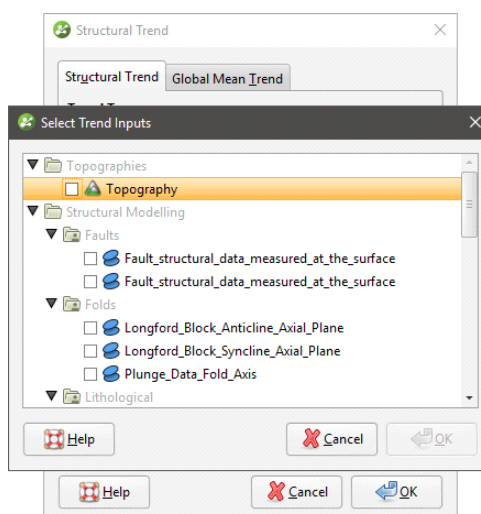 Structural Trend
Structural Trend Global Mean Trend
Select Trend Inputs
Topographies
Topography
Structural Modelling
Faults
Fault_structural_data_measured_at_the_surface
Fault_structural_data_measured_at_the_surface
Folds
Longford_Block_Anticline_Axial_Plane
Longford_Block_Syncline_Axial_Plane
Plunge_Data_Fold_Axis
Lithological
Help Cancel OK
Help Cancel OK